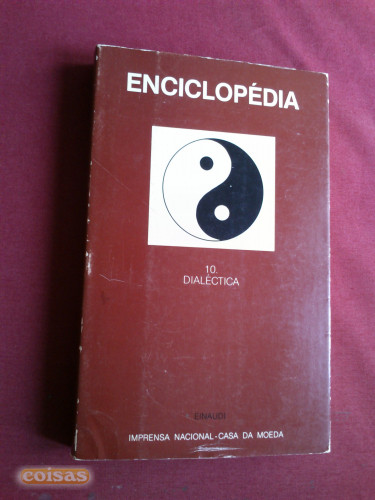 ENCICLOPÉDIA
10.
DIALÉCTICA
EINAUDI
IMPRENSA NACIONAL-CASA DA MOEDA
coisas